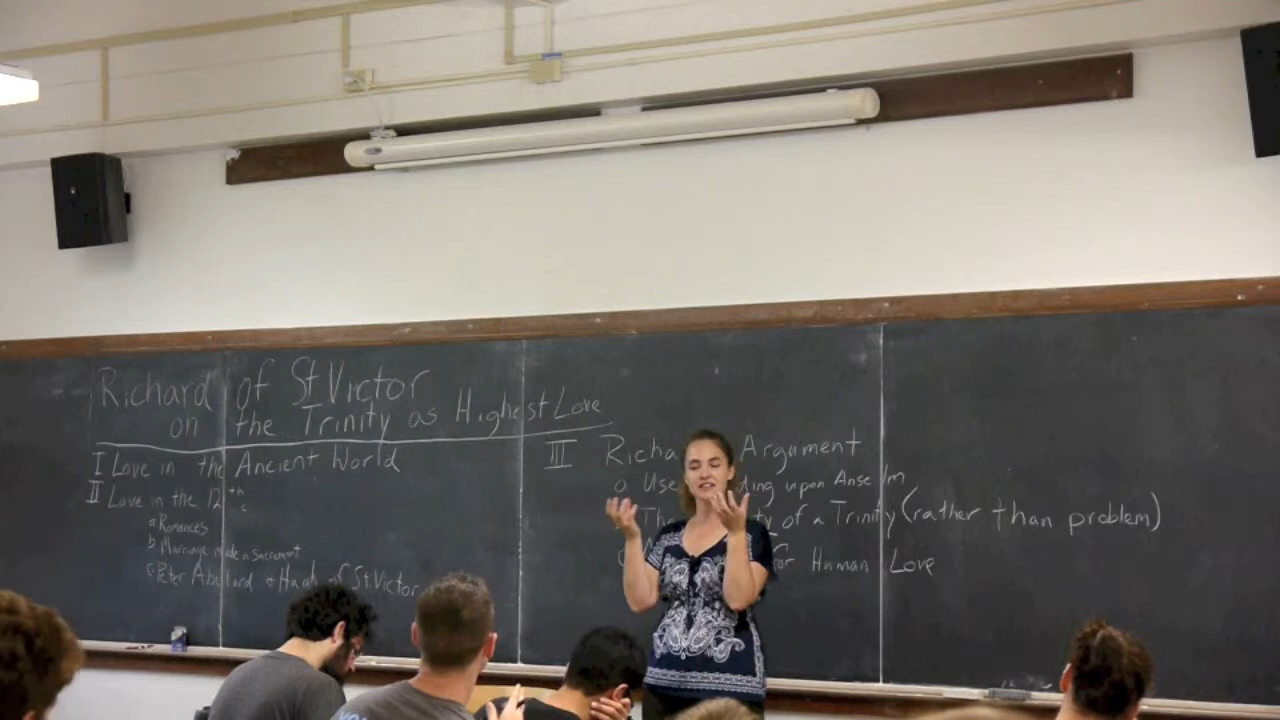 Richard of St Victor
on the Trinity as Highest Love
I Love in the Ancient World
II Love in the 12th c
a Romances
b Marriage made a Sacrament
c Peter Abelard + Hugh of St. Victor
III Richa Argument
a Use ding upon Anselm
Th ty of a Trinity (rather than problem)
for Human Love